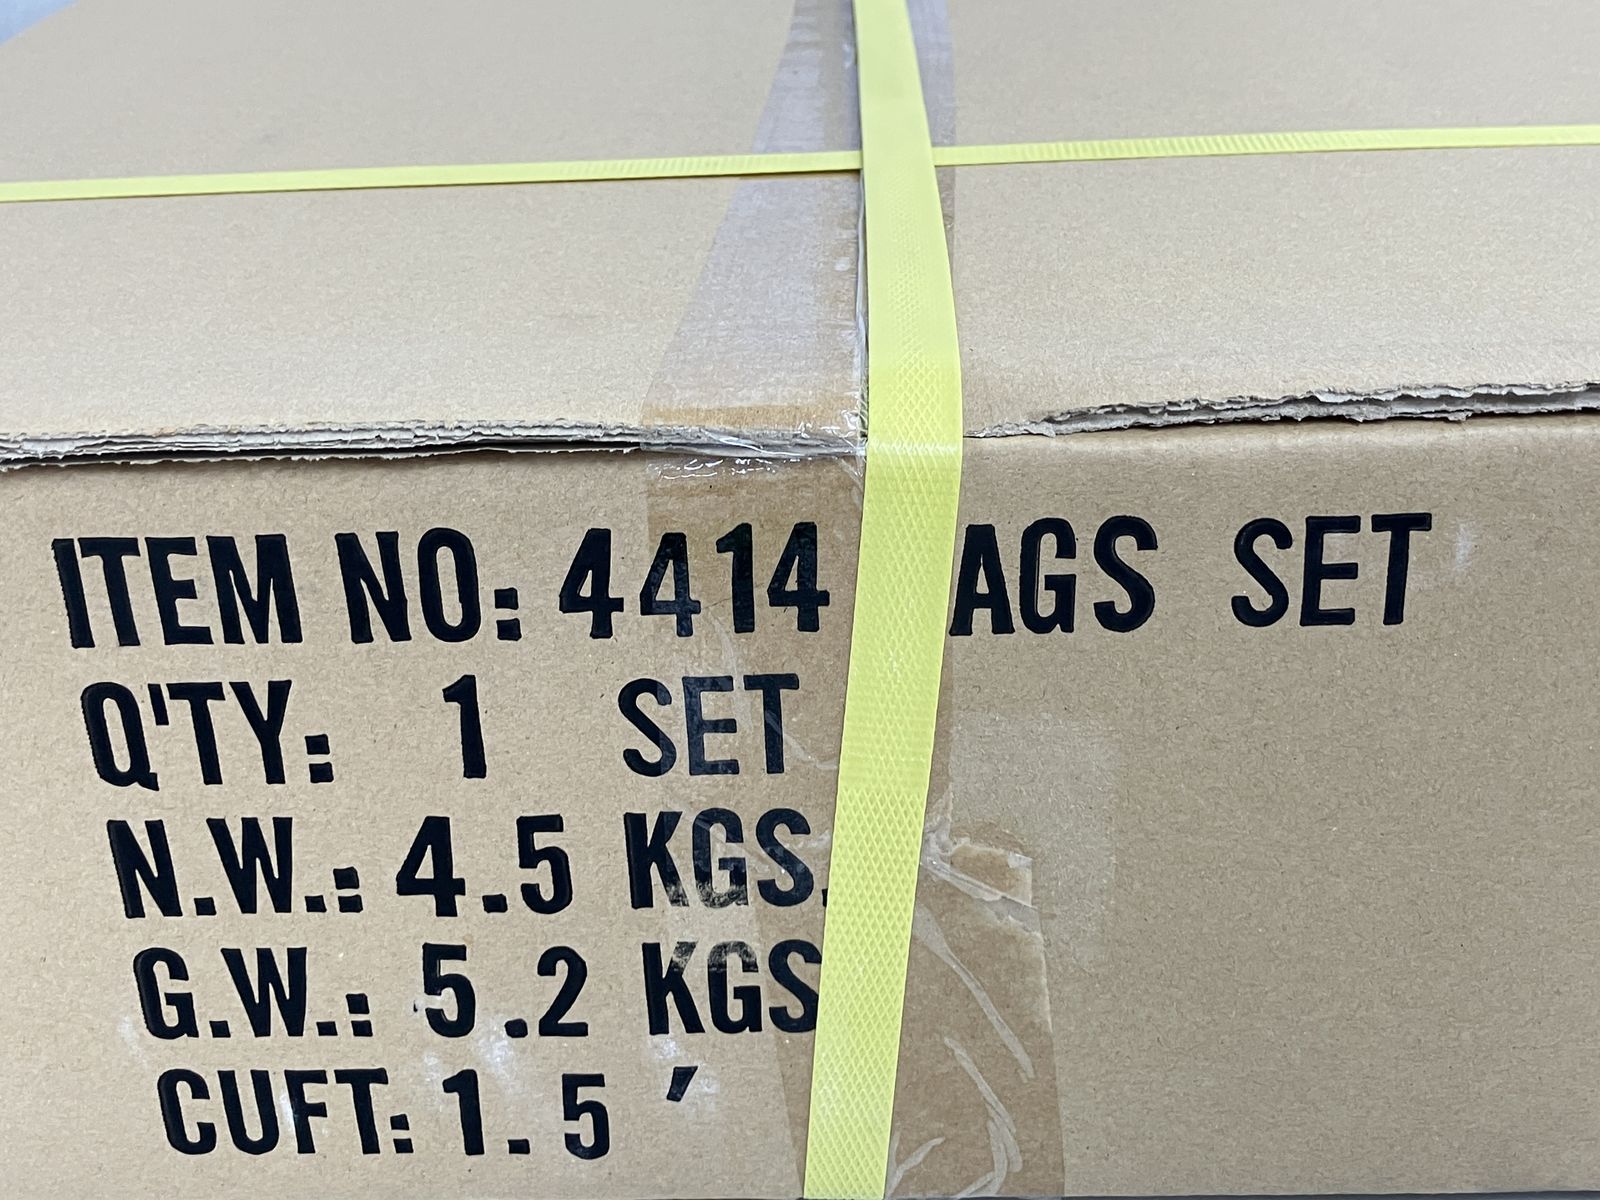 ITEM NO: 4414 AGS SET
Q'TY: 1 SET
N.W.: 4.5 KGS.
G.W.: 5.2 KGS
CUFT: 1.5 ′